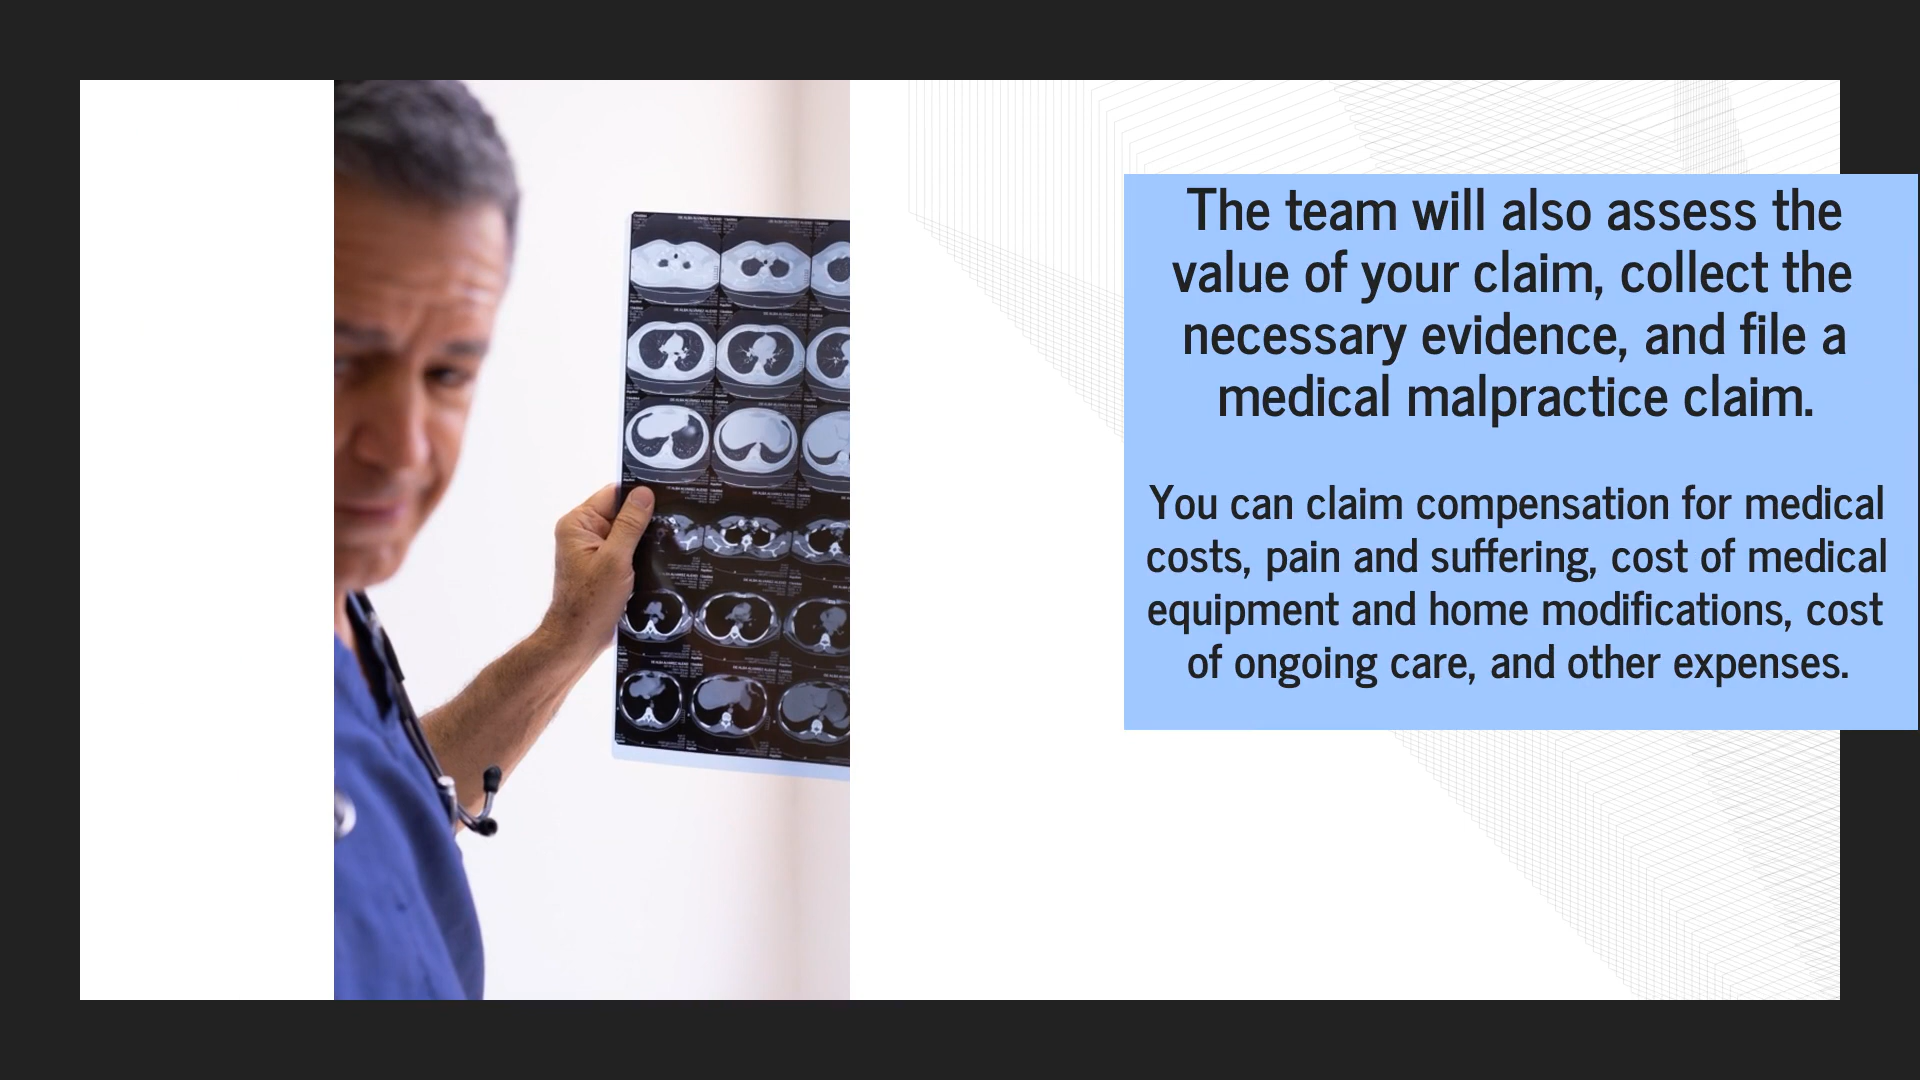 The team will also assess the
value of your claim, collect the
necessary evidence, and file a
medical malpractice claim.
You can claim compensation for medical
costs, pain and suffering, cost of medical
equipment and home modifications, cost
of ongoing care, and other expenses.